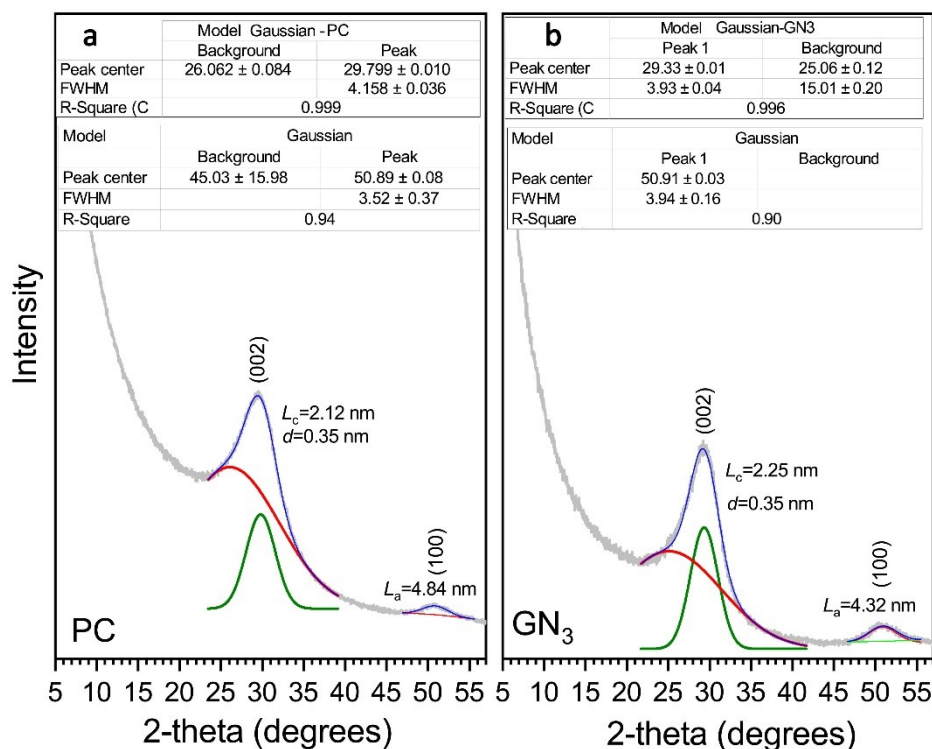 a
Model Gaussian -PC
Background Peak
Peak center 26.062 ± 0.084 29.799 ± 0.010
FWHM 4.158 ± 0.036
R-Square (C 0.999
Model Gaussian
Background Peak
Peak center 45.03 ± 15.98 50.89 ± 0.08
FWHM 3.52 ± 0.37
R-Square 0.94
Intensity
(002)
Lc=2.12 nm
d=0.35 nm
(100)
La=4.84 nm
PC
5 10 15 20 25 30 35 40 45 50 55
2-theta (degrees)
b
Model Gaussian-GN3
Peak 1 Background
Peak center 29.33 ± 0.01 25.06 ± 0.12
FWHM 3.93 ± 0.04 15.01 ± 0.20
R-Square (C 0.996
Model Gaussian
Peak 1 Background
Peak center 50.91 ± 0.03
FWHM 3.94 ± 0.16
R-Square 0.90
(002)
Lc=2.25 nm
d=0.35 nm
(100)
La=4.32 nm
GN3
5 10 15 20 25 30 35 40 45 50 55
2-theta (degrees)